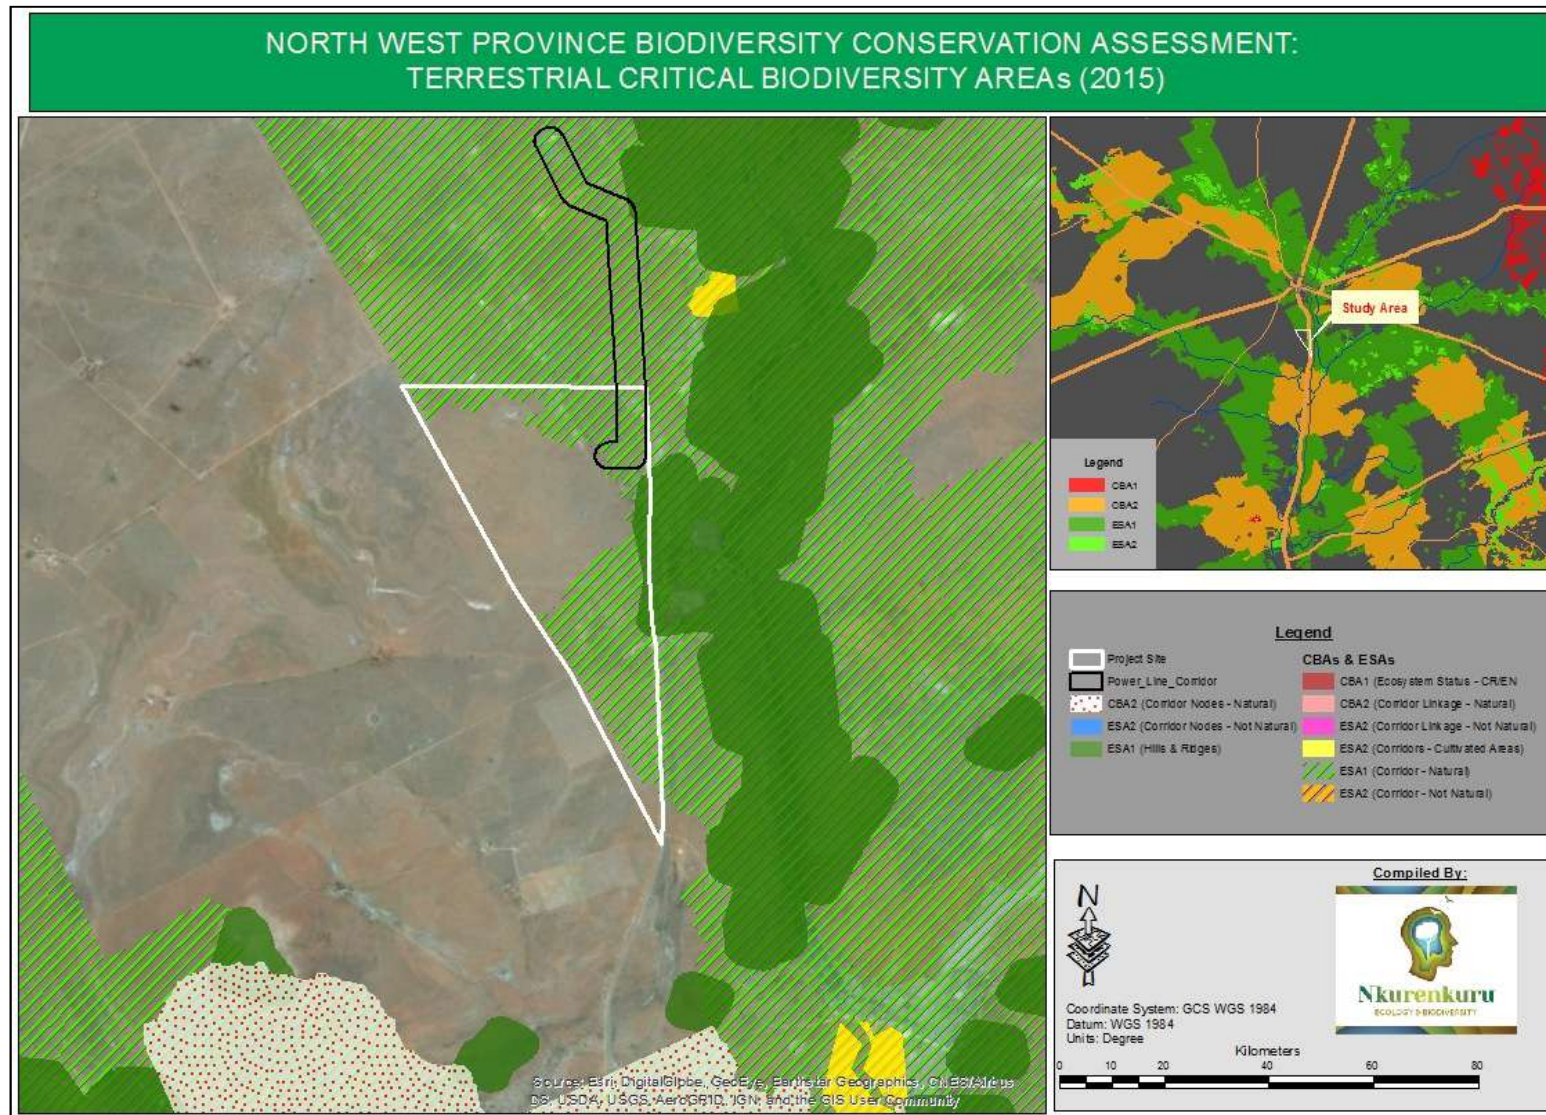 NORTH WEST PROVINCE BIODIVERSITY CONSERVATION ASSESSMENT:
TERRESTRIAL CRITICAL BIODIVERSITY AREAs (2015)
Study Area
Legend
CBA1
CBA2
ESA1
ESA2
Legend
Project Site
Power_Line_Corridor
CBA2 (Corridor Nodes - Natural)
ESA2 (Corridor Nodes - Not Natural)
ESA1 (Hills & Ridges)
CBAs & ESAs
CBA1 (Ecosystem Status - CR/EN
CBA2 (Corridor Linkage - Natural)
ESA2 (Corridor Linkage - Not Natural)
ESA2 (Corridors - Cultivated Areas)
ESA1 (Corridor - Natural)
ESA2 (Corridor - Not Natural)
N
Coordinate System: GCS WGS 1984
Datum: WGS 1984
Units: Degree
Compiled By:
Nkurenkuru
ECOLOGY & BIODIVERSITY
Kilometers
0 10 20 40 60 80
Source: Esri, DigitalGlobe, GeoEye, Earthstar Geographics, CNES/Airbus
DS, USDA, USGS, AeroGRID, IGN, and the GIS User Community